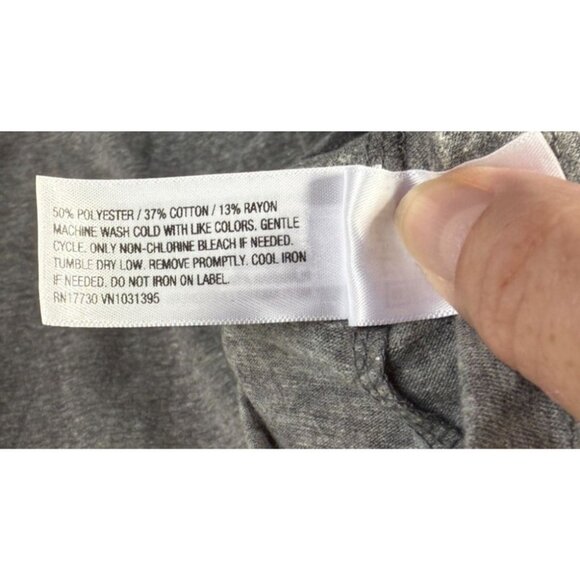 50% POLYESTER / 37% COTTON / 13% RAYON
MACHINE WASH COLD WITH LIKE COLORS. GENTLE
CYCLE. ONLY NON-CHLORINE BLEACH IF NEEDED.
TUMBLE DRY LOW. REMOVE PROMPTLY. COOL IRON
IF NEEDED. DO NOT IRON ON LABEL.
RN17730 VN1031395